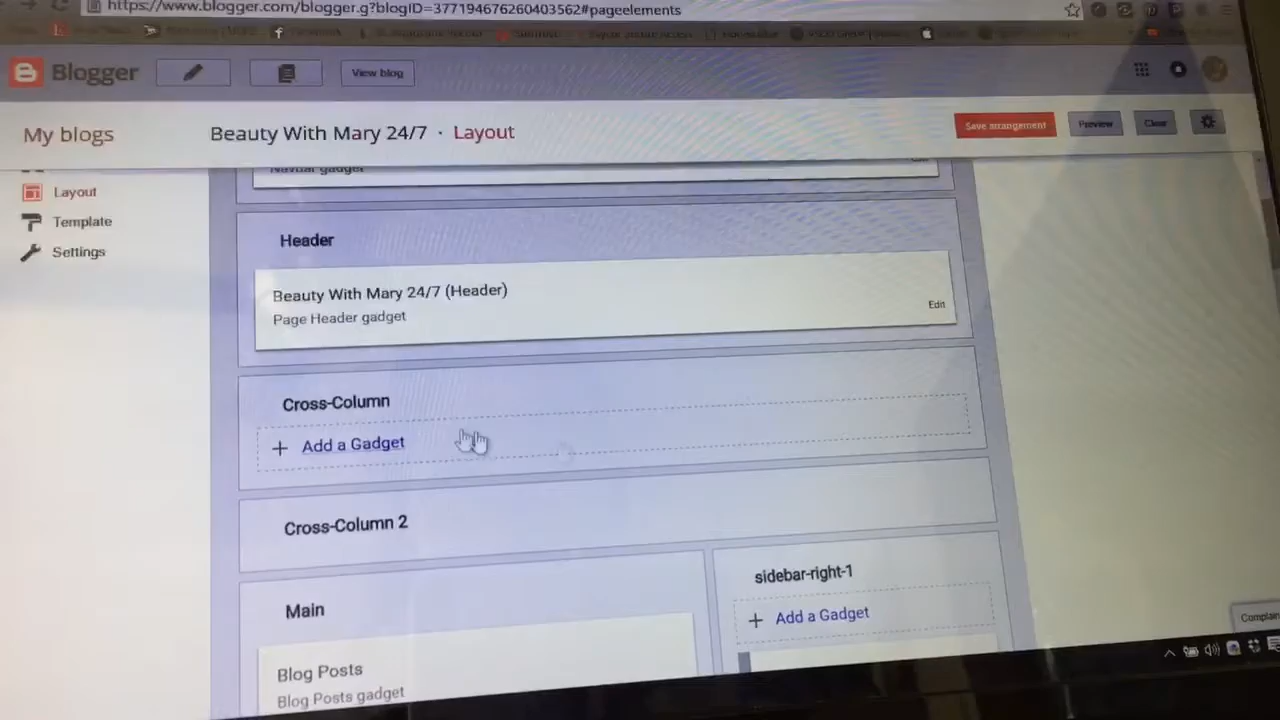 https://www.blogger.com/blogger.g?blogID=377194676260403562#pageelements
Blogger
View blog
My blogs
Beauty With Mary 24/7 · Layout
Save arrangement
Preview
Clear
Navbar gadget
Layout
Template
Settings
Header
Beauty With Mary 24/7 (Header)
Page Header gadget
Edit
Cross-Column
+ Add a Gadget
Cross-Column 2
Main
sidebar-right-1
+ Add a Gadget
Blog Posts
Blog Posts gadget